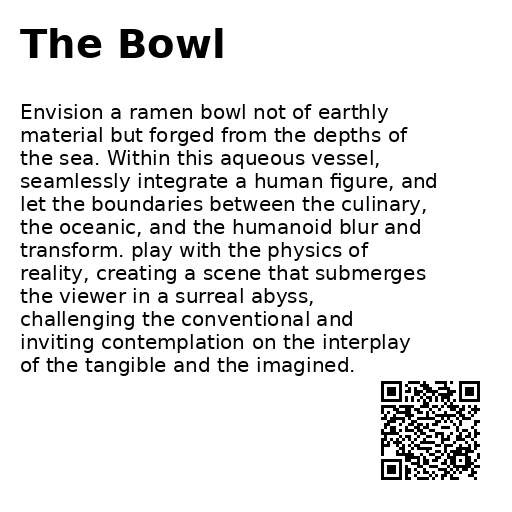 The Bowl
Envision a ramen bowl not of earthly
material but forged from the depths of
the sea. Within this aqueous vessel,
seamlessly integrate a human figure, and
let the boundaries between the culinary,
the oceanic, and the humanoid blur and
transform. play with the physics of
reality, creating a scene that submerges
the viewer in a surreal abyss,
challenging the conventional and
inviting contemplation on the interplay
of the tangible and the imagined.